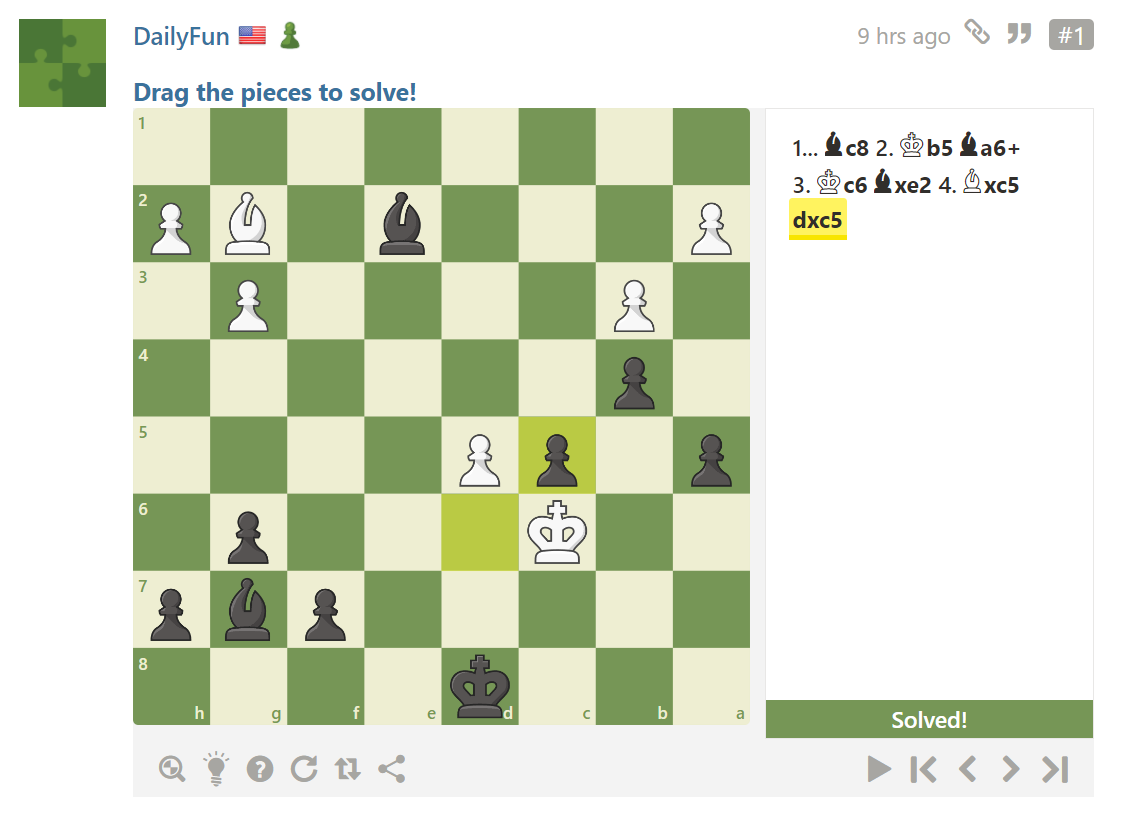 DailyFun
9 hrs ago
#1
Drag the pieces to solve!
1
2
3
4
5
6
7
8
h g f e d c b a
1... ♝c8 2. ♔b5 ♝a6+
3. ♔c6 ♝xe2 4. ♗xc5
dxc5
Solved!